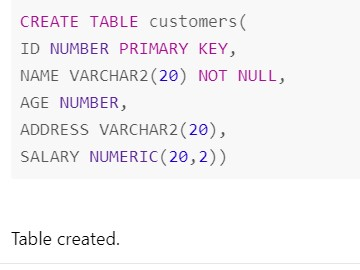 CREATE TABLE customers(
ID NUMBER PRIMARY KEY,
NAME VARCHAR2(20) NOT NULL,
AGE NUMBER,
ADDRESS VARCHAR2(20),
SALARY NUMERIC(20,2))
Table created.